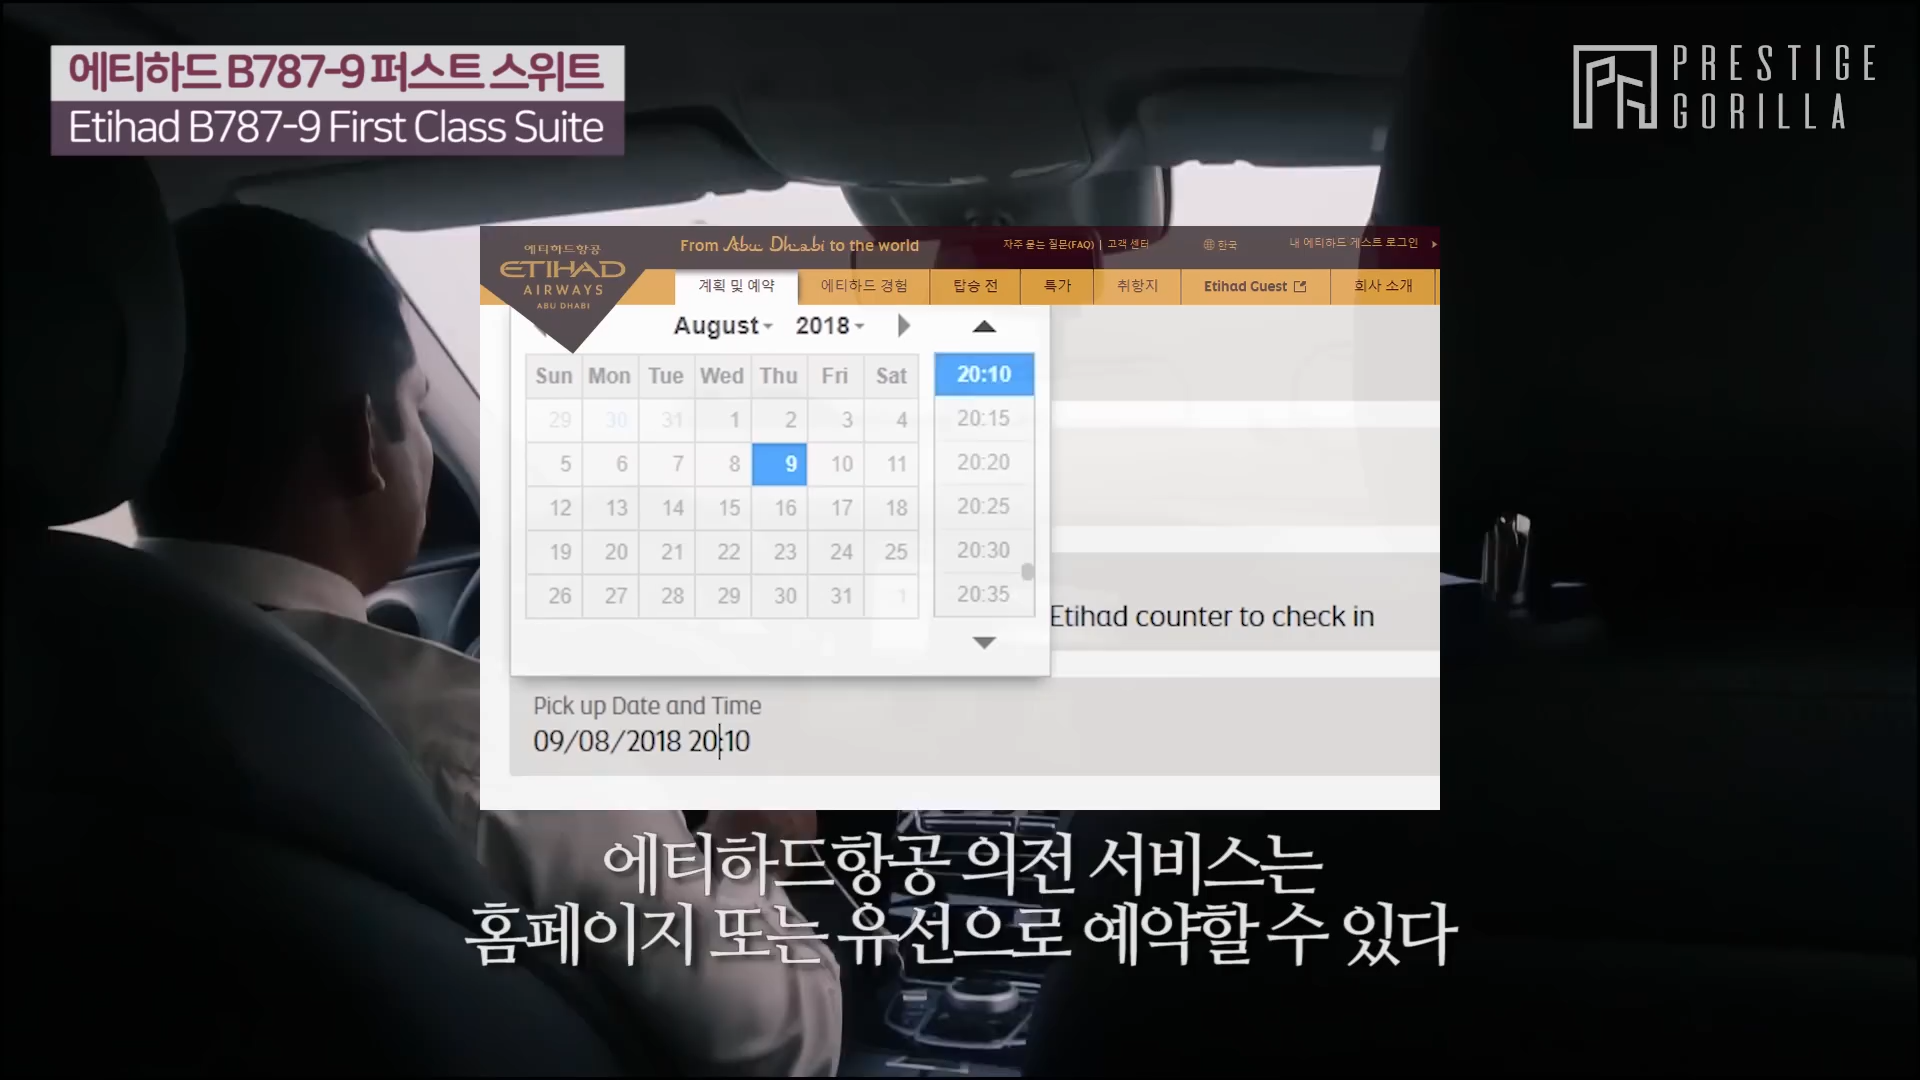 에티하드 B787-9 퍼스트 스위트
Etihad B787-9 First Class Suite
PRESTIGE
GORILLA
에티하드항공
ETIHAD
AIRWAYS
ABU DHABI
From Abu Dhabi to the world
자주 묻는 질문(FAQ) | 고객 센터
한국
내 에티하드 게스트 로그인
계획 및 예약
에티하드 경험
탑승 전
특가
취항지
Etihad Guest
회사 소개
August 2018
Sun Mon Tue Wed Thu Fri Sat
29 30 31 1 2 3 4
5 6 7 8 9 10 11
12 13 14 15 16 17 18
19 20 21 22 23 24 25
26 27 28 29 30 31 1
20:10
20:15
20:20
20:25
20:30
20:35
Etihad counter to check in
Pick up Date and Time
09/08/2018 20:10
에티하드항공 의전 서비스는
홈페이지 또는 유선으로 예약할 수 있다